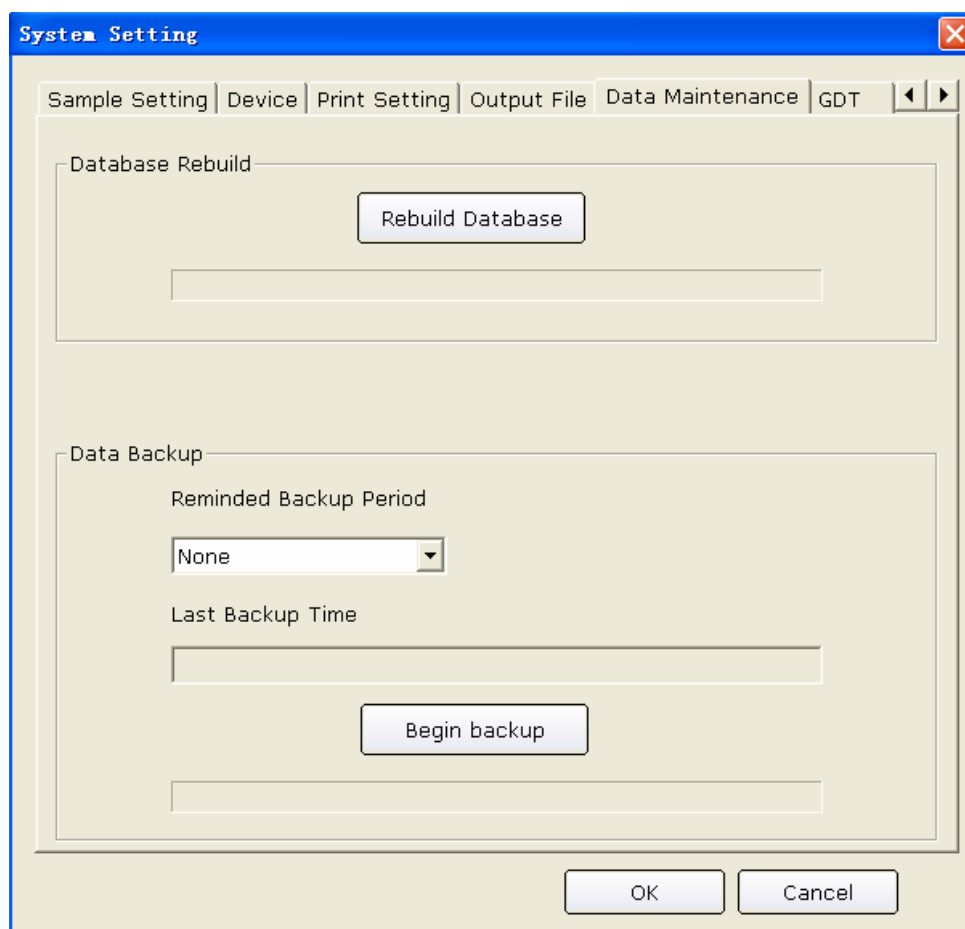 System Setting
Sample Setting Device Print Setting Output File Data Maintenance GDT
Database Rebuild
Rebuild Database
Data Backup
Reminded Backup Period
None
Last Backup Time
Begin backup
OK Cancel